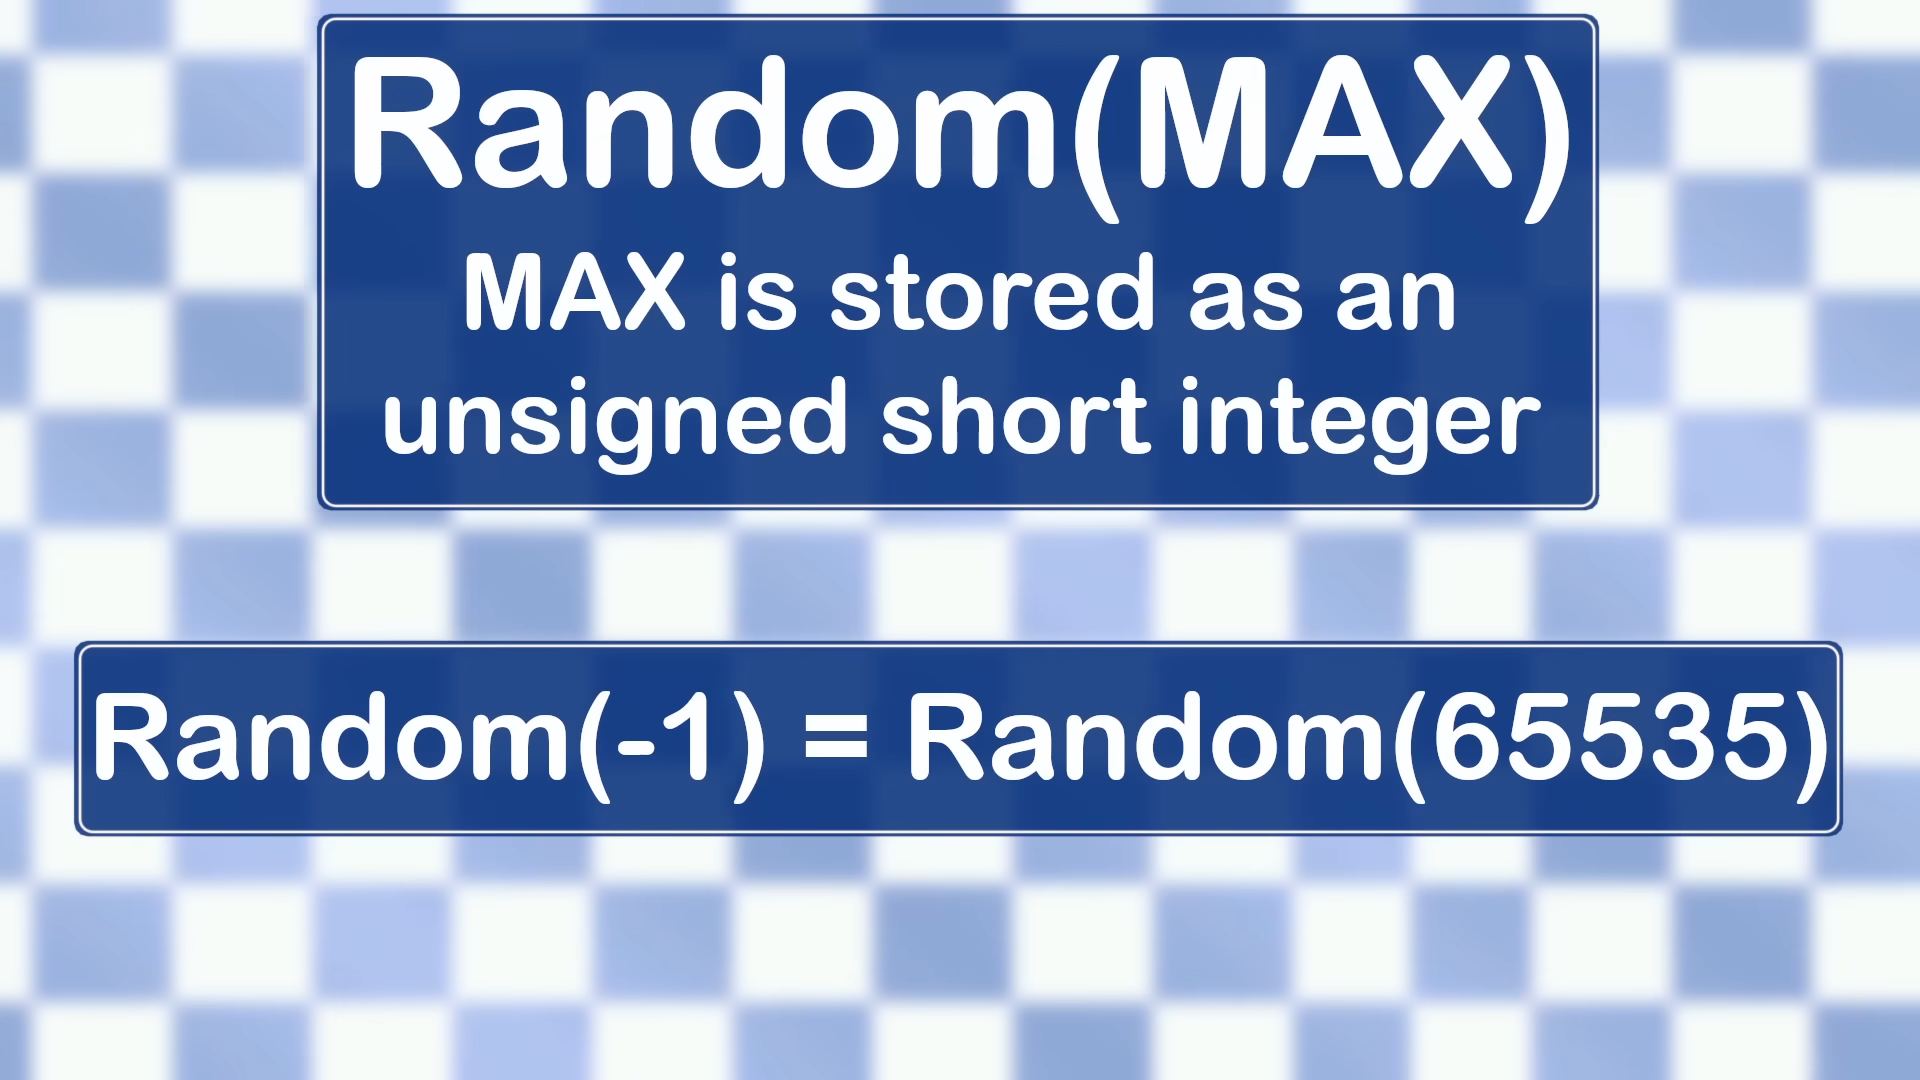 Random(MAX)
MAX is stored as an
unsigned short integer
Random(-1) = Random(65535)